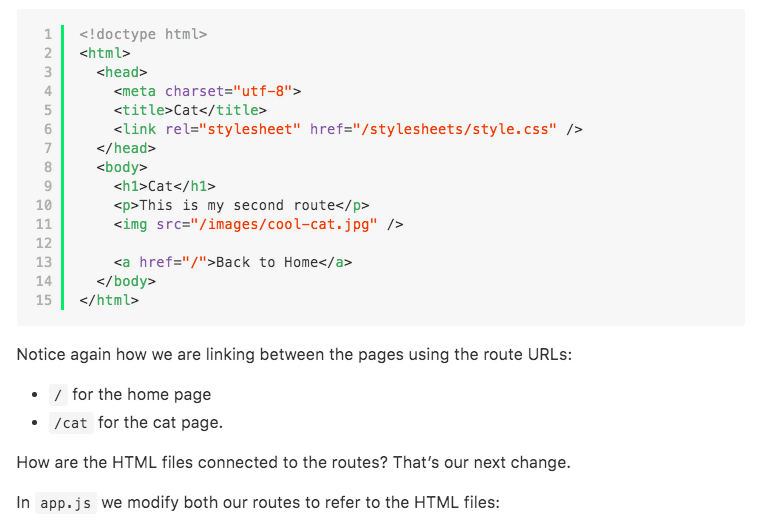 1 <!doctype html>
2 <html>
3   <head>
4     <meta charset="utf-8">
5     <title>Cat</title>
6     <link rel="stylesheet" href="/stylesheets/style.css" />
7   </head>
8   <body>
9     <h1>Cat</h1>
10     <p>This is my second route</p>
11     <img src="/images/cool-cat.jpg" />
12
13     <a href="/">Back to Home</a>
14   </body>
15 </html>
Notice again how we are linking between the pages using the route URLs:
• / for the home page
• /cat for the cat page.
How are the HTML files connected to the routes? That’s our next change.
In app.js we modify both our routes to refer to the HTML files: